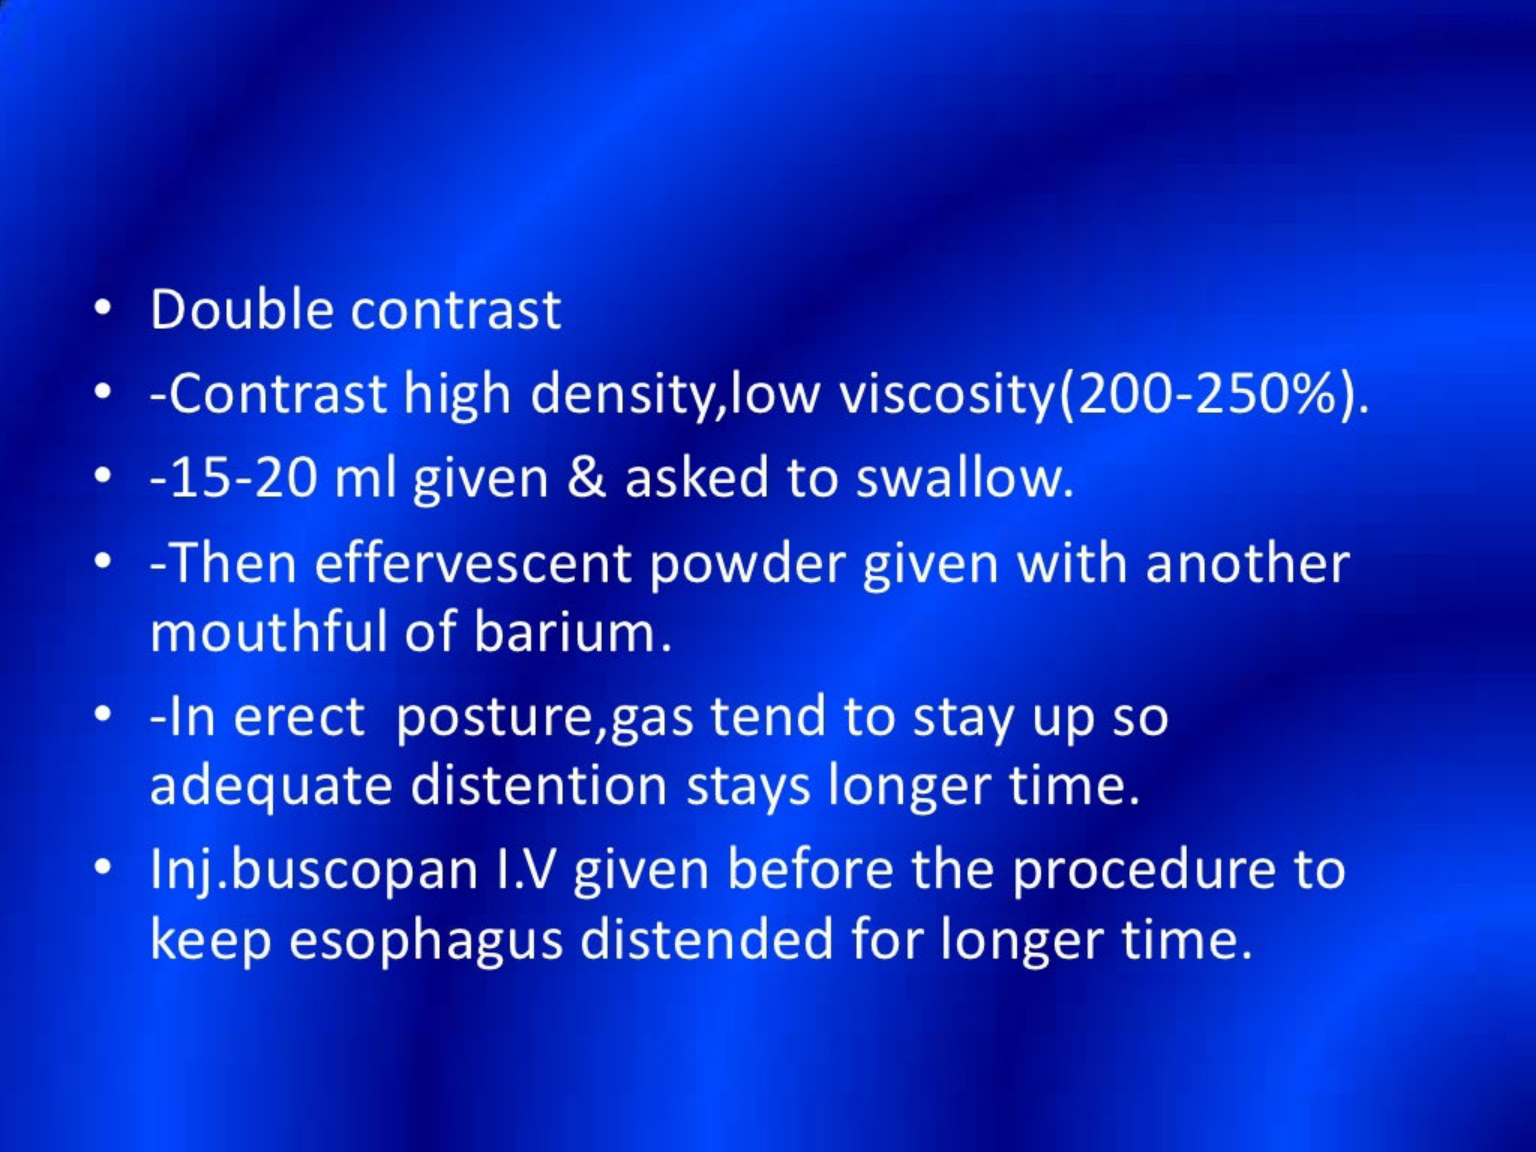 • Double contrast
• -Contrast high density,low viscosity(200-250%).
• -15-20 ml given & asked to swallow.
• -Then effervescent powder given with another
mouthful of barium.
• -In erect  posture,gas tend to stay up so
adequate distention stays longer time.
• Inj.buscopan I.V given before the procedure to
keep esophagus distended for longer time.